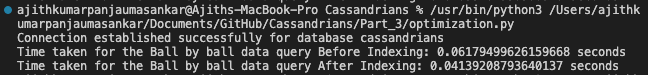 ajithkumarpanjaumasankar@Ajiths-MacBook-Pro Cassandrians % /usr/bin/python3 /Users/ajithk
umarpanjaumasankar/Documents/GitHub/Cassandrians/Part_3/optimization.py
Connection established successfully for database cassandrians
Time taken for the Ball by ball data query Before Indexing: 0.06179499626159668 seconds
Time taken for the Ball by ball data query After Indexing: 0.04139208793640137 seconds